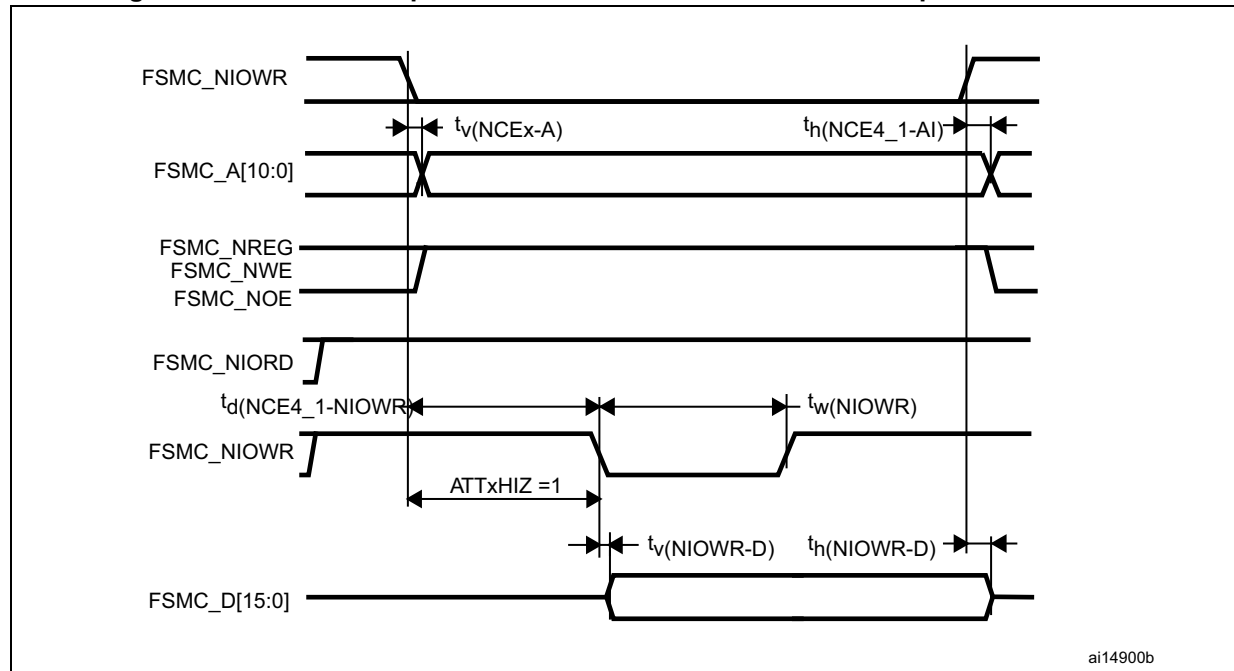 FSMC_NIOWR
tv(NCEx-A)
th(NCE4_1-AI)
FSMC_A[10:0]
FSMC_NREG
FSMC_NWE
FSMC_NOE
FSMC_NIORD
td(NCE4_1-NIOWR)
tw(NIOWR)
FSMC_NIOWR
ATTxHIZ =1
tv(NIOWR-D)
th(NIOWR-D)
FSMC_D[15:0]
ai14900b